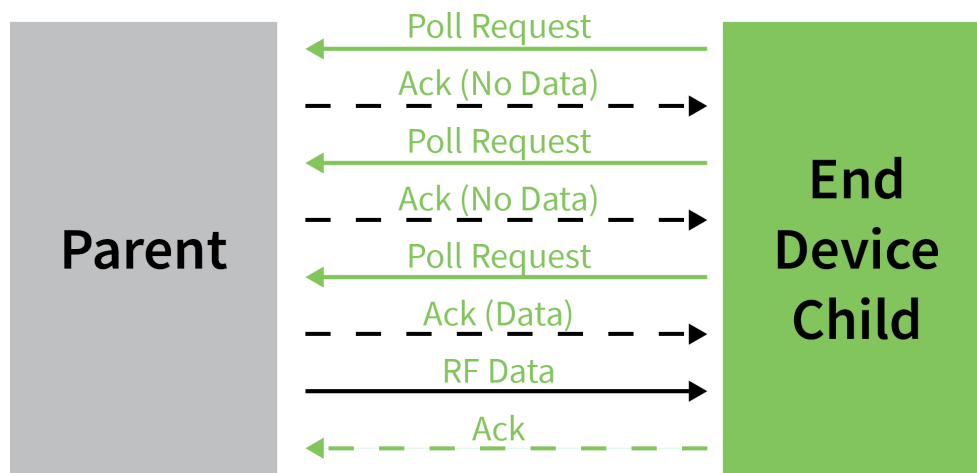 Poll Request
Ack (No Data)
Poll Request
Ack (No Data)
Poll Request
Ack (Data)
RF Data
Ack
Parent
End
Device
Child